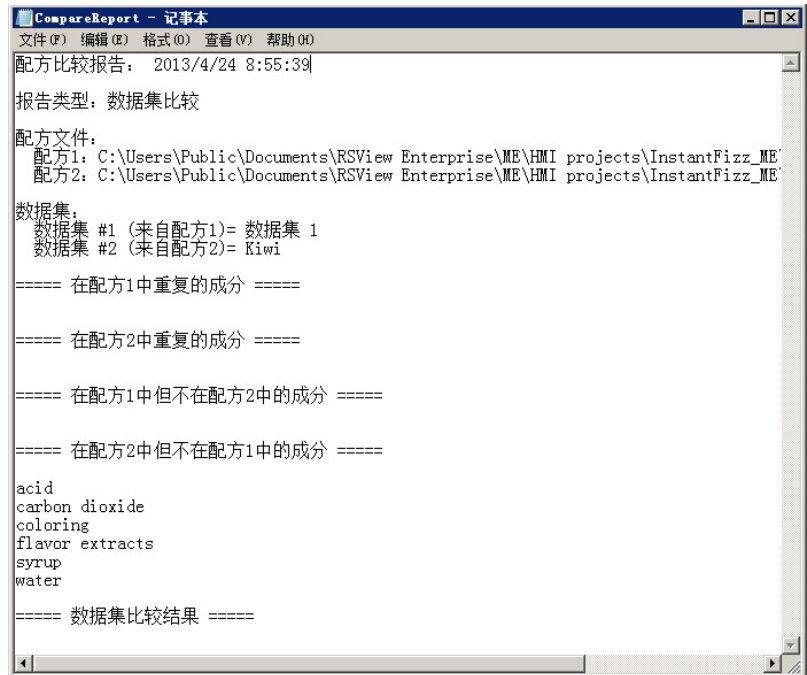 CompareReport - 记事本
文件(F) 编辑(E) 格式(O) 查看(V) 帮助(H)
配方比较报告： 2013/4/24 8:55:39
报告类型：数据集比较
配方文件：
配方1：C:\Users\Public\Documents\RSView Enterprise\ME\HMI projects\InstantFizz_ME
配方2：C:\Users\Public\Documents\RSView Enterprise\ME\HMI projects\InstantFizz_ME
数据集：
数据集 #1 (来自配方1)= 数据集 1
数据集 #2 (来自配方2)= Kiwi
===== 在配方1中重复的成分 =====
===== 在配方2中重复的成分 =====
===== 在配方1中但不在配方2中的成分 =====
===== 在配方2中但不在配方1中的成分 =====
acid
carbon dioxide
coloring
flavor extracts
syrup
water
===== 数据集比较结果 =====